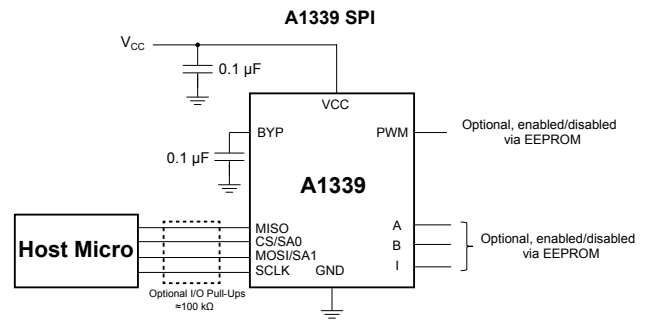 A1339 SPI
VCC
0.1 µF
VCC
BYP
PWM
Optional, enabled/disabled
via EEPROM
0.1 µF
A1339
Host Micro
MISO
CS/SA0
MOSI/SA1
SCLK
GND
A
B
I
Optional, enabled/disabled
via EEPROM
Optional I/O Pull-Ups
≈100 kΩ